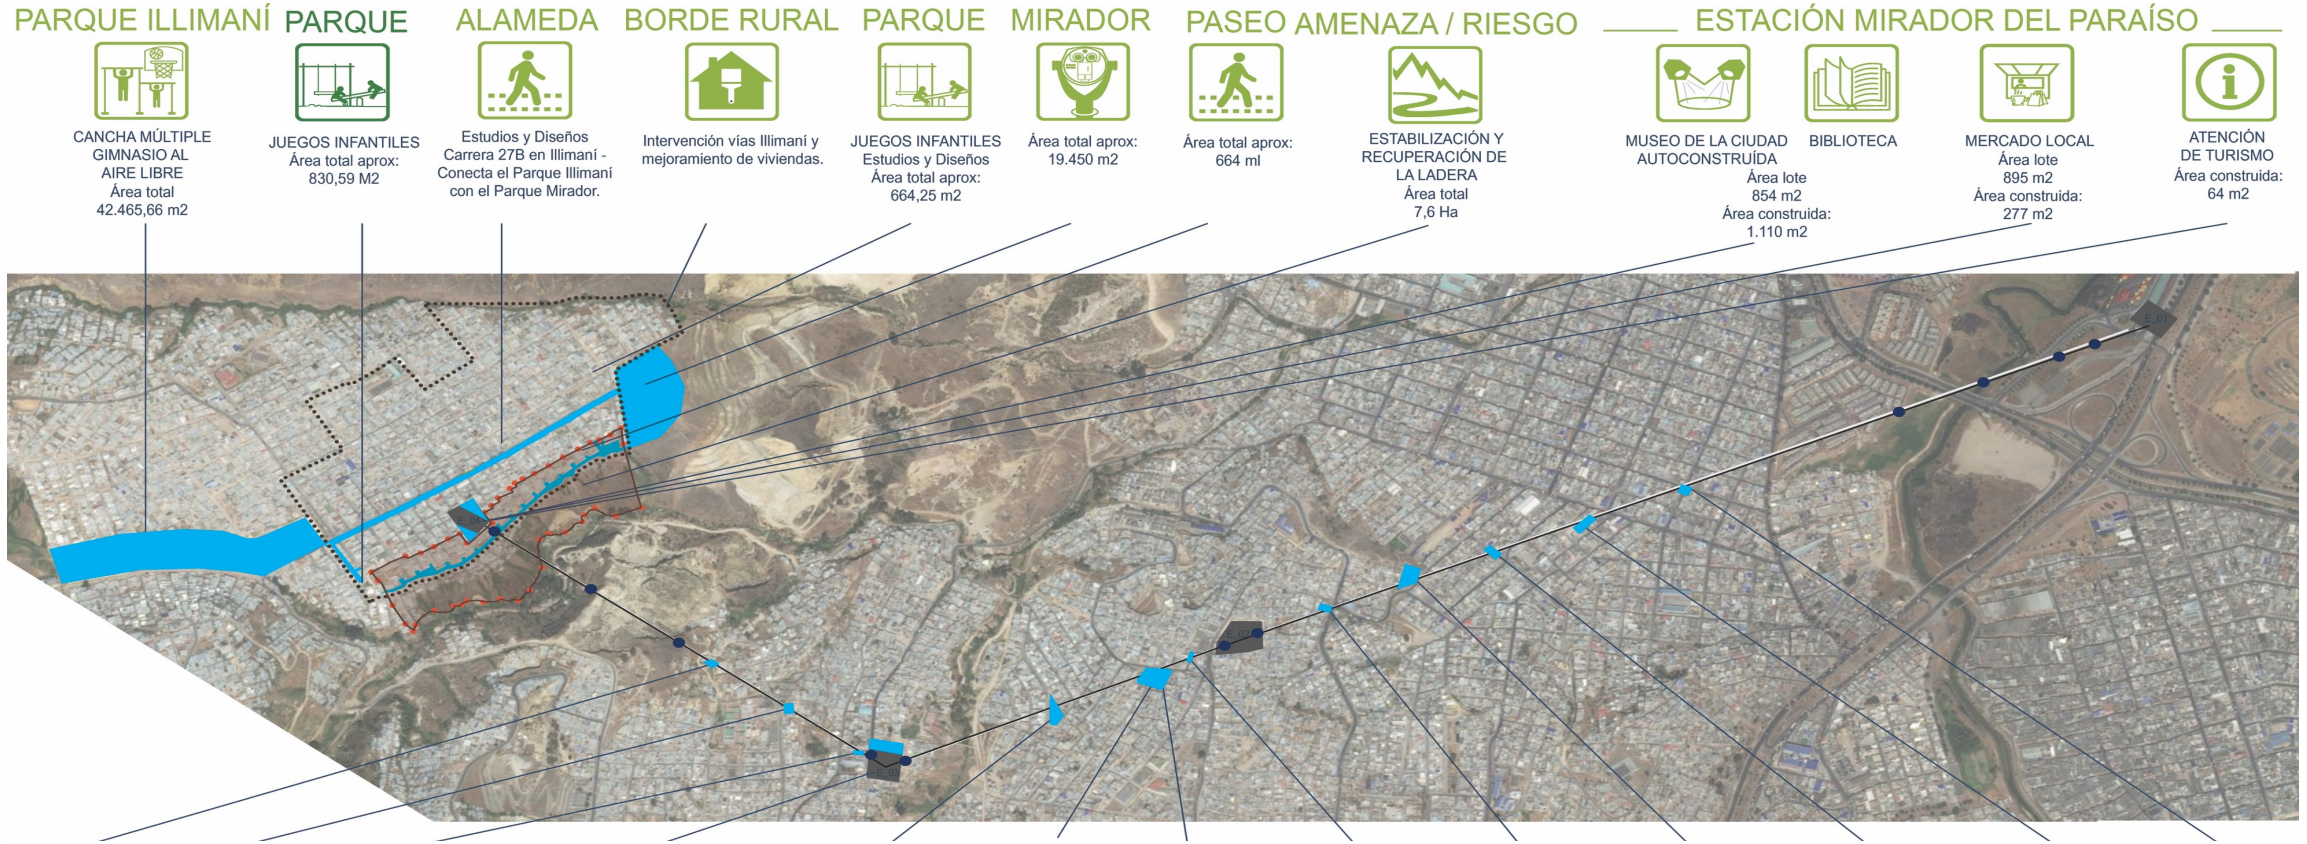 PARQUE ILLIMANÍ
CANCHA MÚLTIPLE
GIMNASIO AL
AIRE LIBRE
Área total
42.465,66 m2
PARQUE
JUEGOS INFANTILES
Área total aprox:
830,59 M2
ALAMEDA
Estudios y Diseños
Carrera 27B en Illimaní -
Conecta el Parque Illimaní
con el Parque Mirador.
BORDE RURAL
Intervención vías Illimaní y
mejoramiento de viviendas.
PARQUE
JUEGOS INFANTILES
Estudios y Diseños
Área total aprox:
664,25 m2
MIRADOR
Área total aprox:
19.450 m2
PASEO
Área total aprox:
664 ml
AMENAZA / RIESGO
ESTABILIZACIÓN Y
RECUPERACIÓN DE
LA LADERA
Área total
7,6 Ha
ESTACIÓN MIRADOR DEL PARAÍSO
MUSEO DE LA CIUDAD
AUTOCONSTRUÍDA
Área lote
854 m2
Área construida:
1.110 m2
BIBLIOTECA
MERCADO LOCAL
Área lote
895 m2
Área construida:
277 m2
ATENCIÓN
DE TURISMO
Área construida:
64 m2
E_01
E_04
E_02
E_03